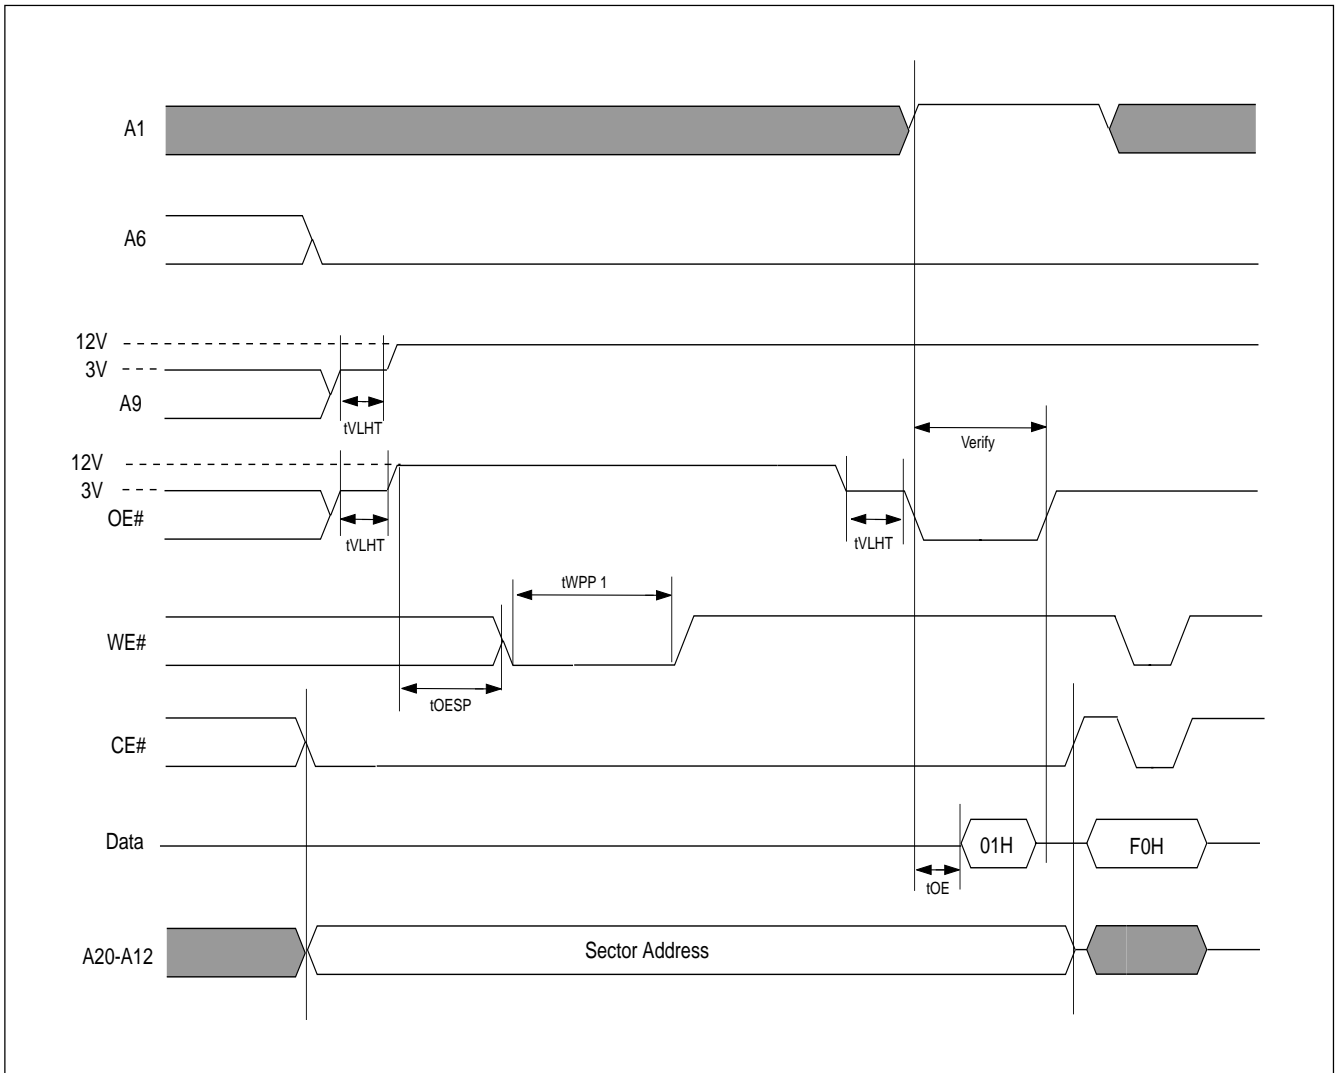 A1
A6
12V
3V
A9
tVLHT
Verify
12V
3V
OE#
tVLHT
tVLHT
tWPP 1
WE#
tOESP
CE#
Data
01H
F0H
tOE
A20-A12
Sector Address